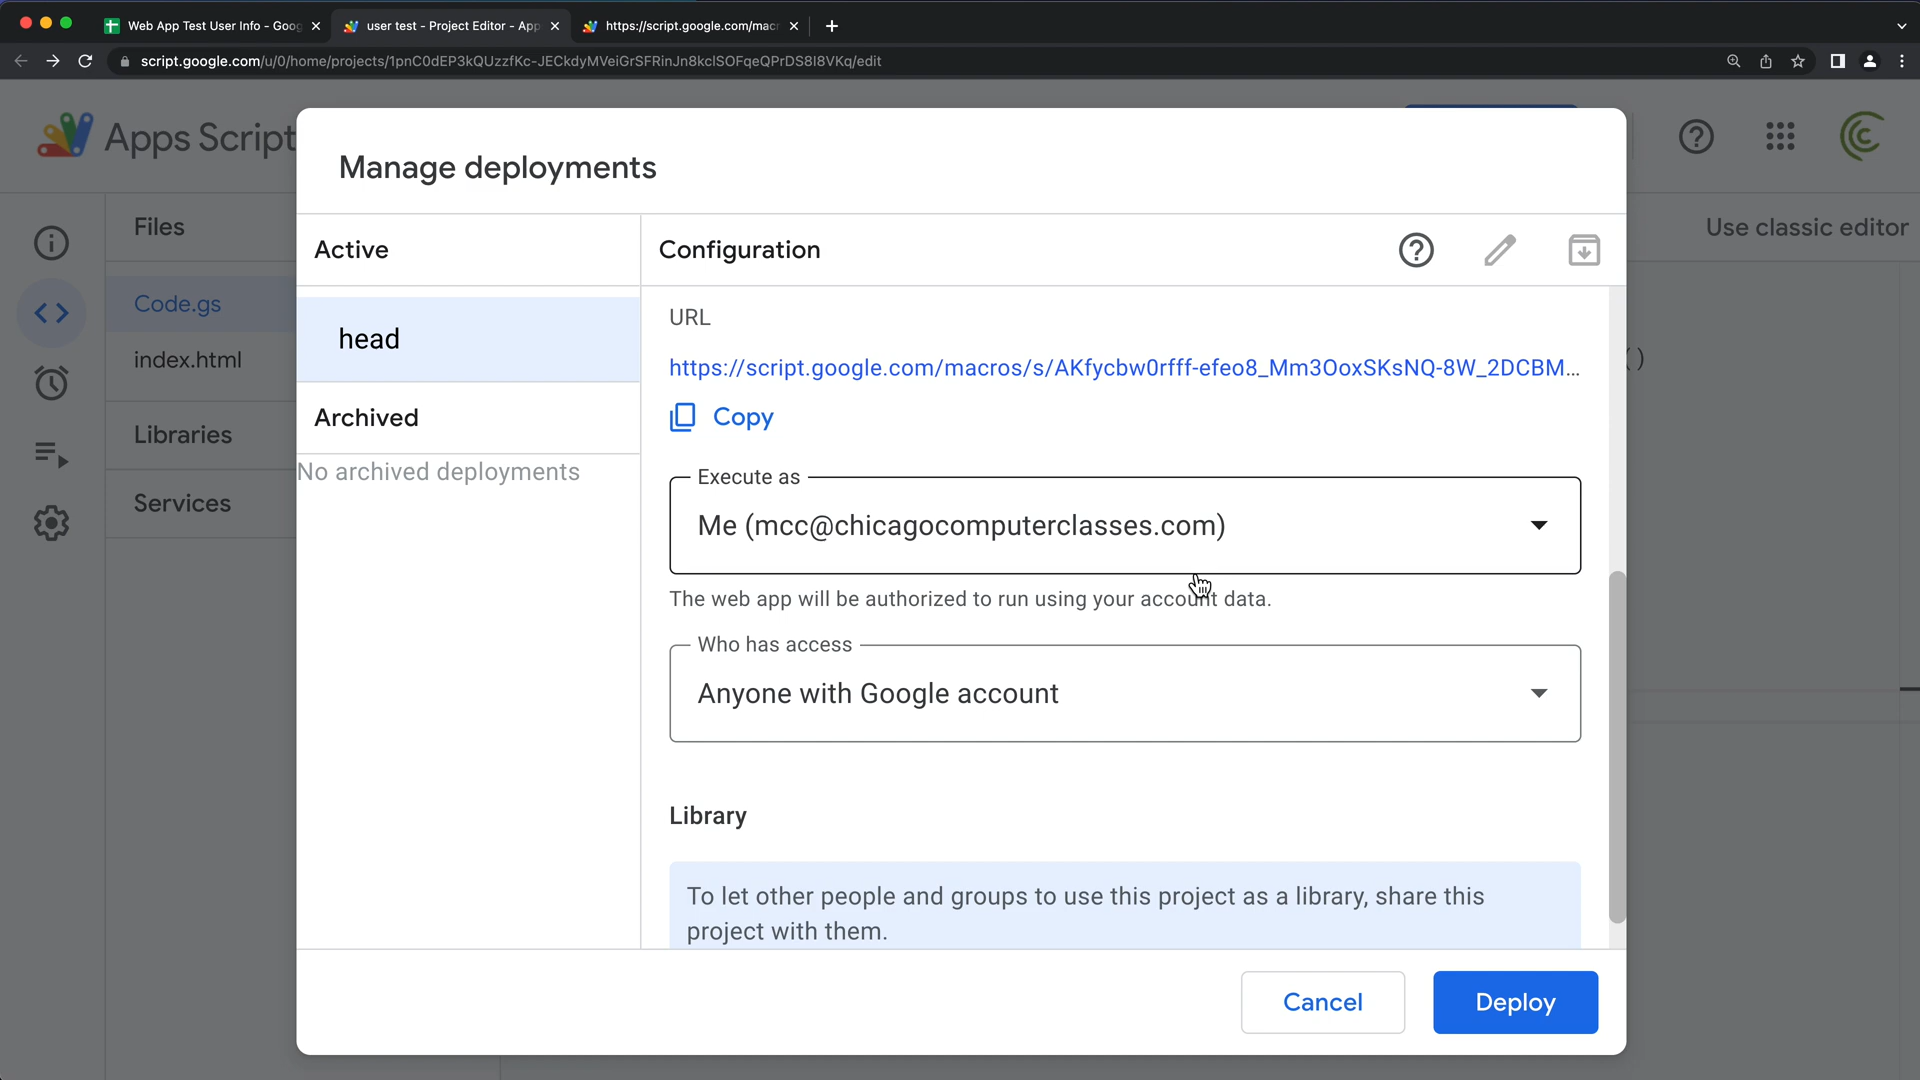 Web App Test User Info - Goog
user test - Project Editor - App
https://script.google.com/macr
script.google.com/u/0/home/projects/1pnC0dEP3kQUzzfKc-JECkdyMVeiGrSFRinJn8kclSOFqeQPrDS8I8VKq/edit
Apps Script
Manage deployments
Files
Use classic editor
Active
Configuration
Code.gs
URL
head
()
index.html
https://script.google.com/macros/s/AKfycbw0rfff-efeo8_Mm3OoxSKsNQ-8W_2DCBM...
Archived
Copy
Libraries
No archived deployments
Execute as
Services
Me (mcc@chicagocomputerclasses.com)
The web app will be authorized to run using your account data.
Who has access
Anyone with Google account
Library
To let other people and groups to use this project as a library, share this
project with them.
Cancel
Deploy